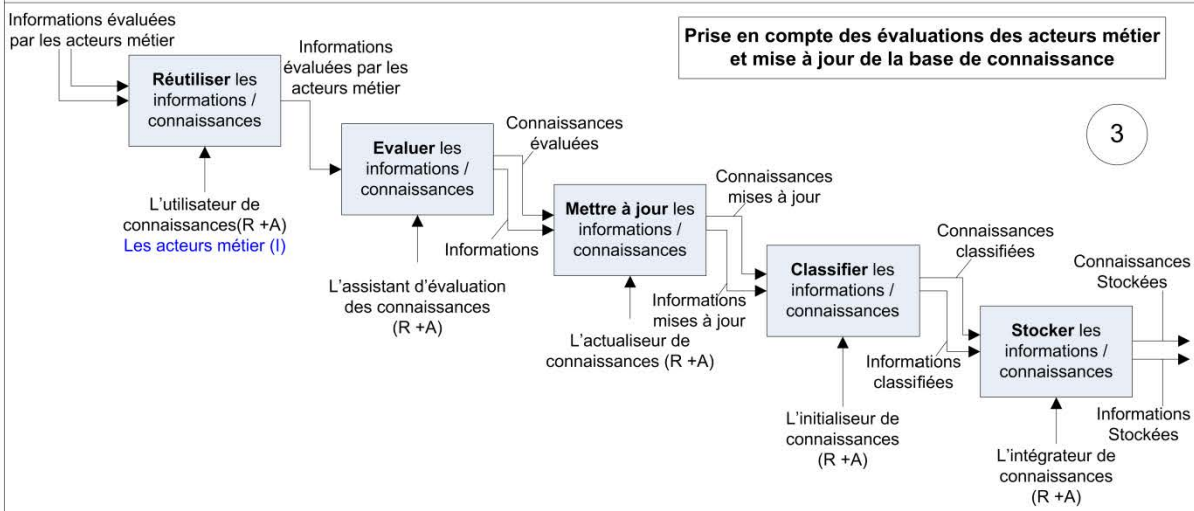 Informations évaluées
par les acteurs métier
Prise en compte des évaluations des acteurs métier
et mise à jour de la base de connaissance
3
Réutiliser les
informations /
connaissances
Informations
évaluées par les
acteurs métier
L'utilisateur de
connaissances(R +A)
Les acteurs métier (I)
Evaluer les
informations /
connaissances
Connaissances
évaluées
Informations
L'assistant d'évaluation
des connaissances
(R +A)
Mettre à jour les
informations /
connaissances
Connaissances
mises à jour
Informations
mises à jour
L'actualiseur de
connaissances (R +A)
Classifier les
informations /
connaissances
Connaissances
classifiées
Informations
classifiées
L'initialiseur de
connaissances
(R +A)
Stocker les
informations /
connaissances
Connaissances
Stockées
Informations
Stockées
L'intégrateur de
connaissances
(R +A)